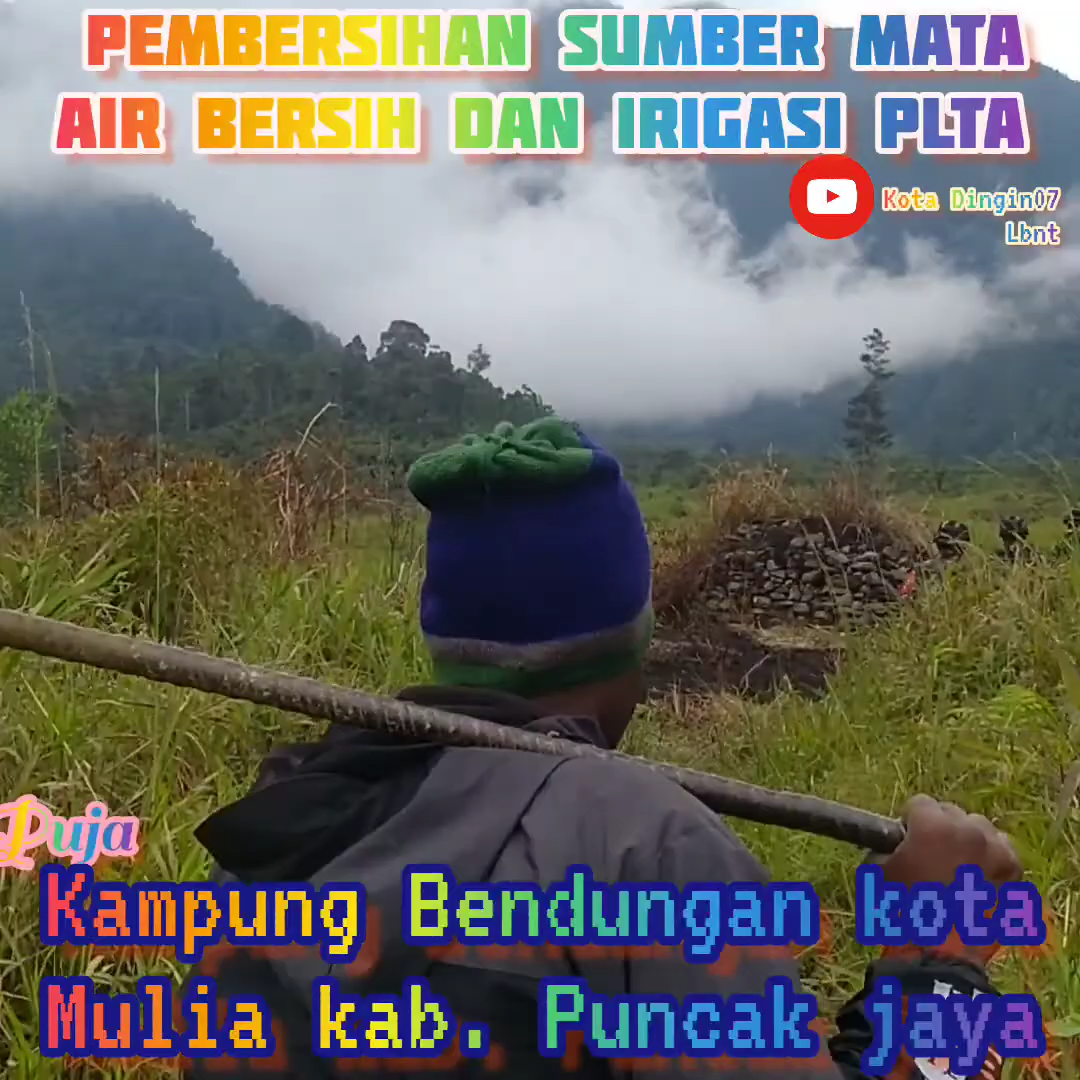 PEMBERSIHAN SUMBER MATA
AIR BERSIH DAN IRIGASI PLTA
Kota Dingin07
Lbnt
Puja
Kampung Bendungan kota
Mulia kab. Puncak jaya